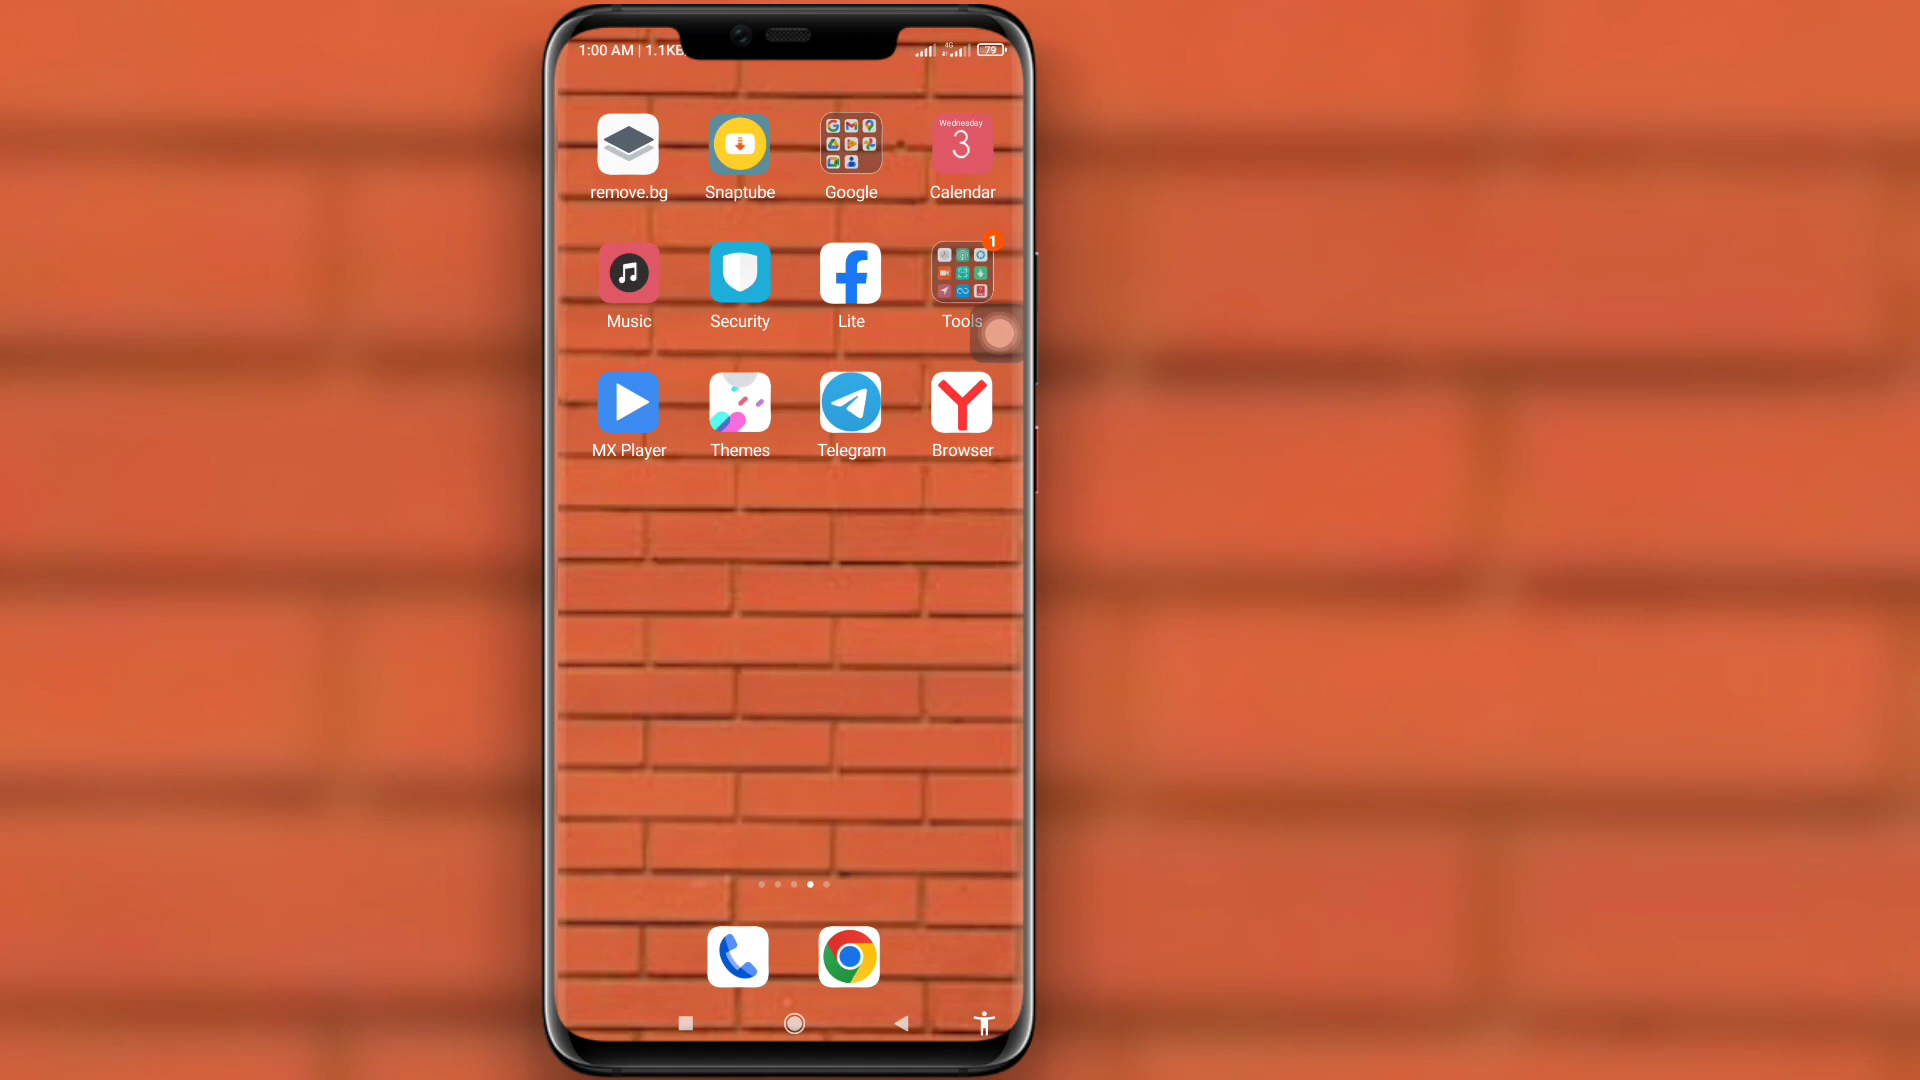 1:00 AM | 1.1KB
4G
79
Wednesday
3
remove.bg
Snaptube
Google
Calendar
1
Music
Security
Lite
Tools
MX Player
Themes
Telegram
Browser